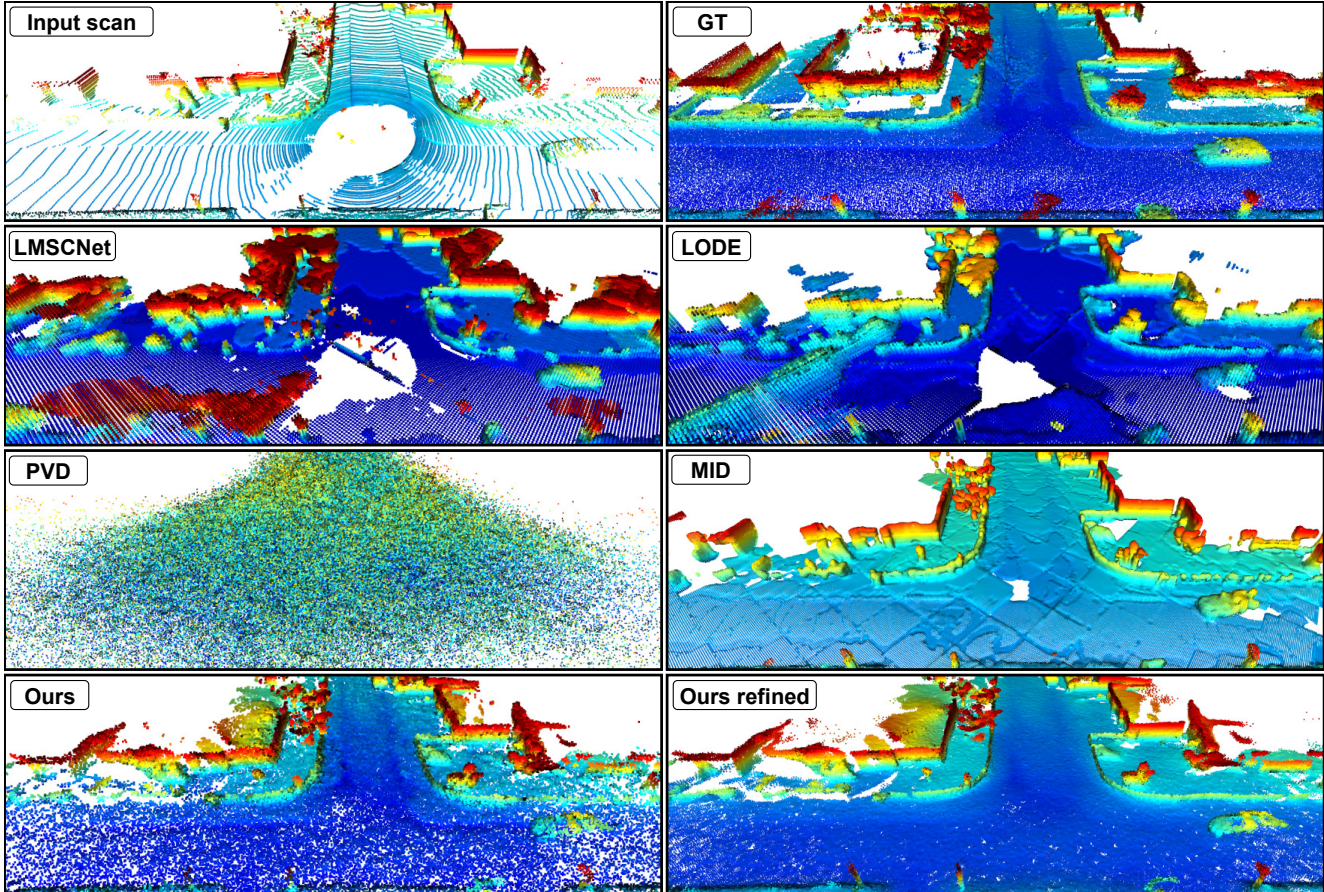 Input scan
GT
LMSCNet
LODE
PVD
MID
Ours
Ours refined